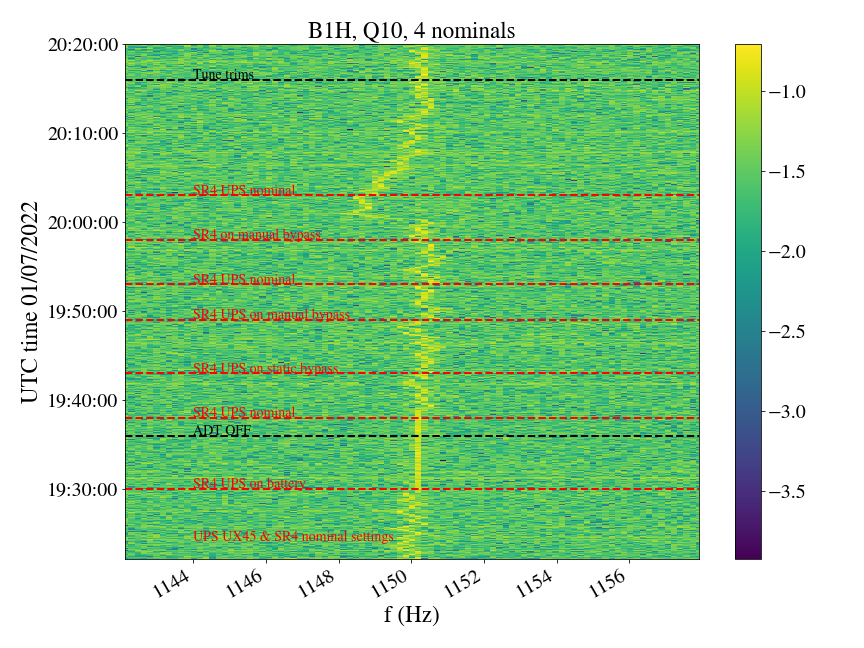 B1H, Q10, 4 nominals
20:20:00
Tune trims
-1.0
20:10:00
-1.5
SR4 UPS nominal
20:00:00
SR4 on manual bypass
-2.0
SR4 UPS nominal
19:50:00
SR4 UPS on manual bypass
-2.5
SR4 UPS on static bypass
-3.0
19:40:00
SR4 UPS nominal
ADT OFF
19:30:00
SR4 UPS on battery
-3.5
UPS UX45 & SR4 nominal settings
UTC time 01/07/2022
1144 1146 1148 1150 1152 1154 1156
f (Hz)